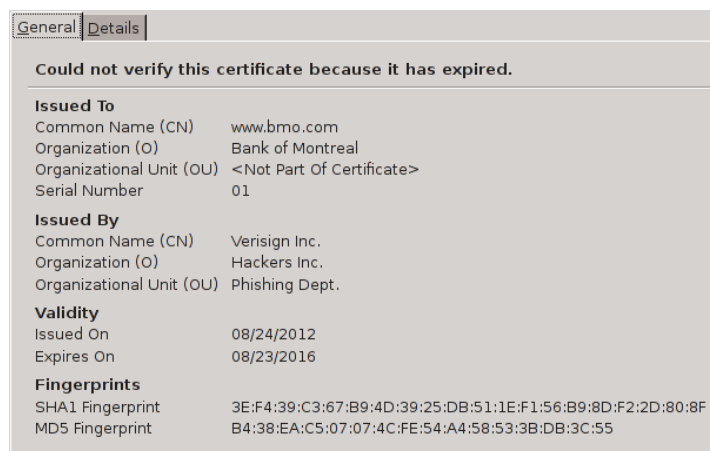 General Details
Could not verify this certificate because it has expired.
Issued To
Common Name (CN) www.bmo.com
Organization (O) Bank of Montreal
Organizational Unit (OU) <Not Part Of Certificate>
Serial Number 01
Issued By
Common Name (CN) Verisign Inc.
Organization (O) Hackers Inc.
Organizational Unit (OU) Phishing Dept.
Validity
Issued On 08/24/2012
Expires On 08/23/2016
Fingerprints
SHA1 Fingerprint 3E:F4:39:C3:67:B9:4D:39:25:DB:51:1E:F1:56:B9:8D:F2:2D:80:8F
MD5 Fingerprint B4:38:EA:C5:07:07:4C:FE:54:A4:58:53:3B:DB:3C:55